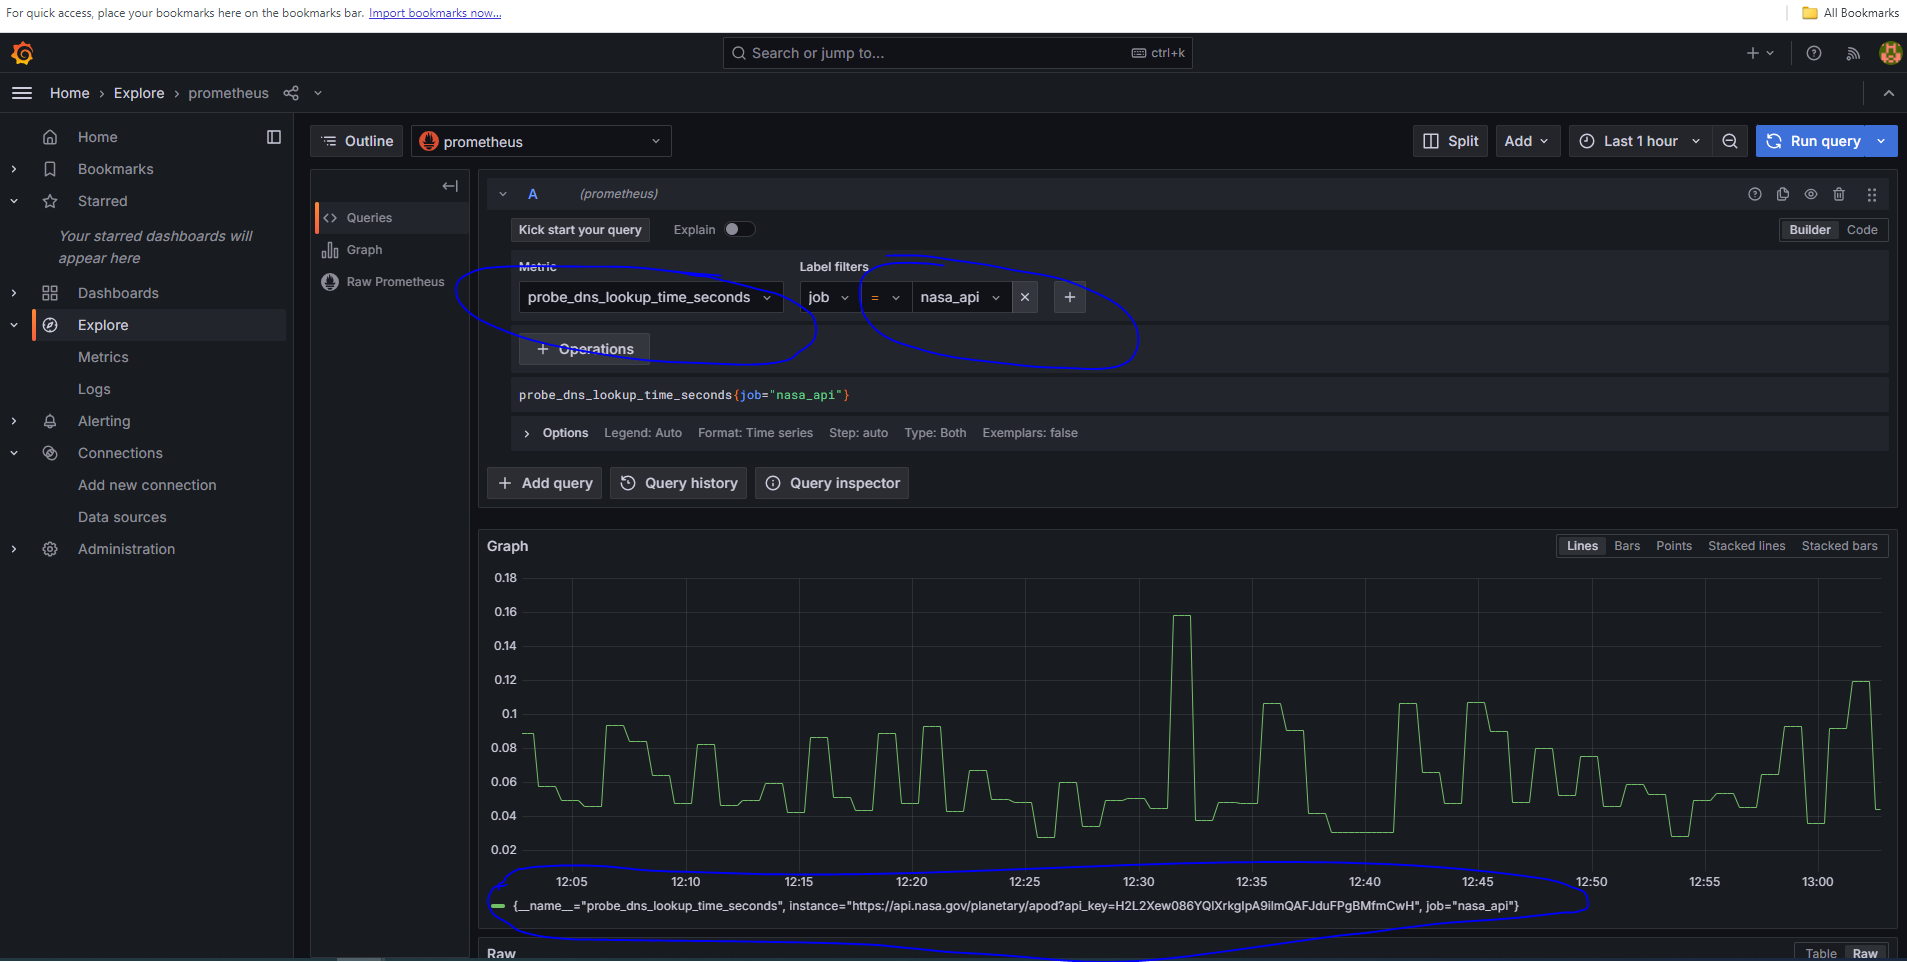 For quick access, place your bookmarks here on the bookmarks bar. Import bookmarks now...
All Bookmarks
Search or jump to...
ctrl+k
Home › Explore › prometheus
Home
Bookmarks
Starred
Your starred dashboards will
appear here
Dashboards
Explore
Metrics
Logs
Alerting
Connections
Add new connection
Data sources
Administration
Outline
prometheus
Split
Add
Last 1 hour
Run query
Queries
Graph
Raw Prometheus
A (prometheus)
Kick start your query
Explain
Builder Code
Metric
Label filters
probe_dns_lookup_time_seconds
job = nasa_api
+ Operations
probe_dns_lookup_time_seconds{job="nasa_api"}
Options Legend: Auto Format: Time series Step: auto Type: Both Exemplars: false
+ Add query
Query history
Query inspector
Graph
Lines Bars Points Stacked lines Stacked bars
0.18
0.16
0.14
0.12
0.1
0.08
0.06
0.04
0.02
12:05 12:10 12:15 12:20 12:25 12:30 12:35 12:40 12:45 12:50 12:55 13:00
{__name__="probe_dns_lookup_time_seconds", instance="https://api.nasa.gov/planetary/apod?api_key=", job="nasa_api"}
Raw
Table Raw